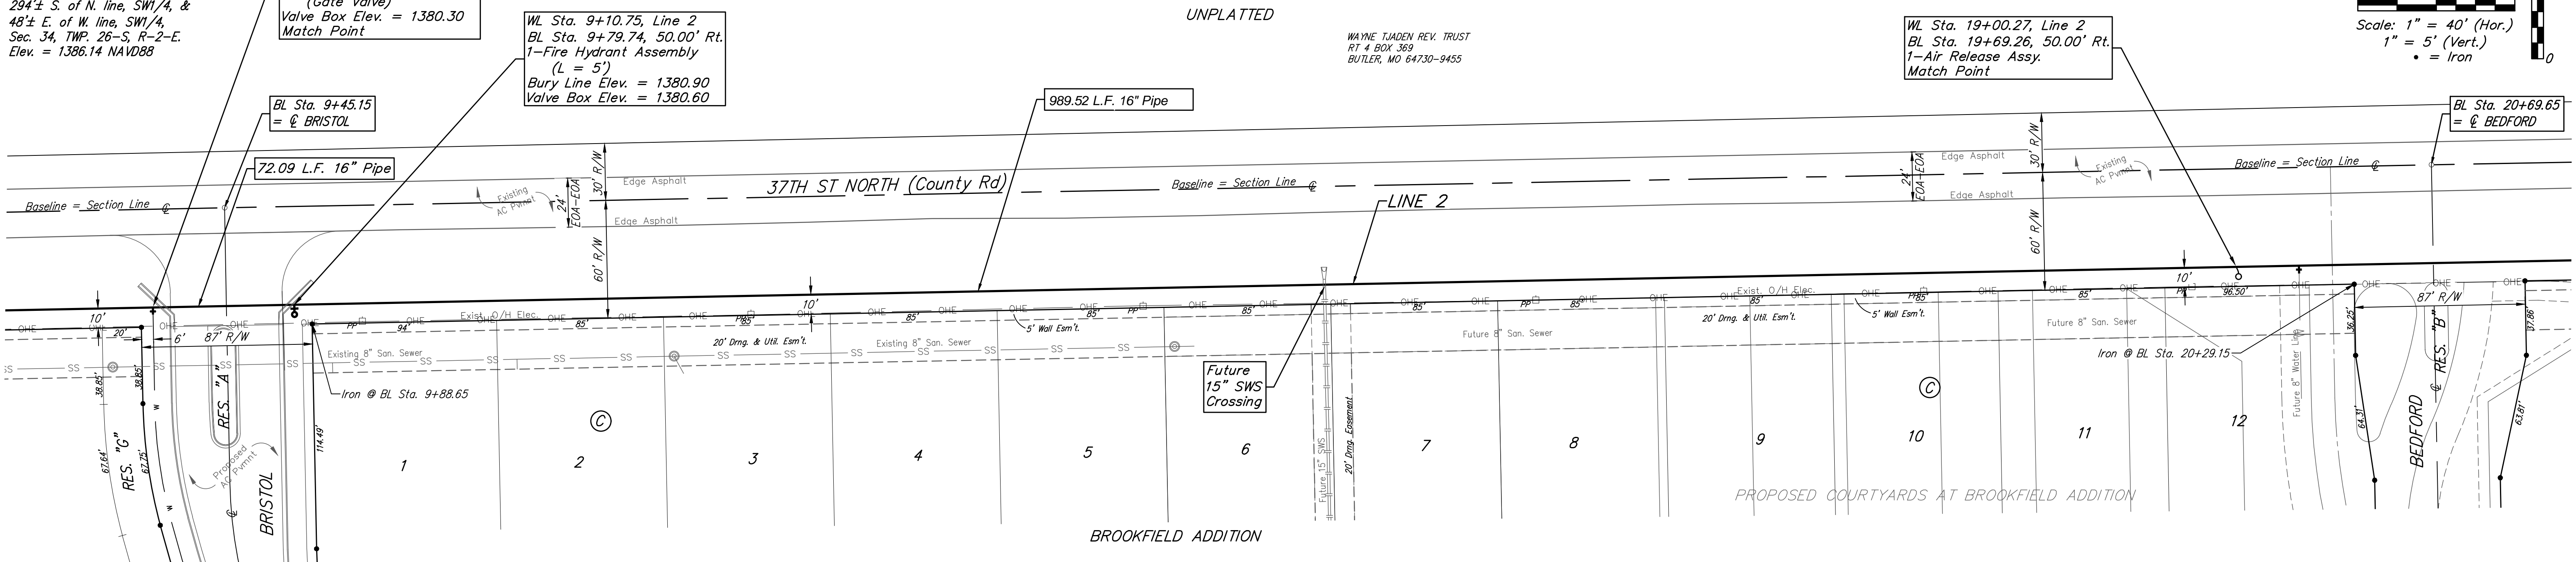 294'± S. of N. line, SW1/4, &
48'± E. of W. line, SW1/4,
Sec. 34, TWP. 26-S, R-2-E.
Elev. = 1386.14 NAVD88
(Gate Valve)
Valve Box Elev. = 1380.30
Match Point
WL Sta. 9+10.75, Line 2
BL Sta. 9+79.74, 50.00' Rt.
1-Fire Hydrant Assembly
(L = 5')
Bury Line Elev. = 1380.90
Valve Box Elev. = 1380.60
UNPLATTED
WAYNE TJADEN REV. TRUST
RT 4 BOX 369
BUTLER, MO 64730-9455
WL Sta. 19+00.27, Line 2
BL Sta. 19+69.26, 50.00' Rt.
1-Air Release Assy.
Match Point
Scale: 1" = 40' (Hor.)
1" = 5' (Vert.)
• = Iron
0
BL Sta. 9+45.15
= ℄ BRISTOL
72.09 L.F. 16" Pipe
989.52 L.F. 16" Pipe
BL Sta. 20+69.65
= ℄ BEDFORD
Baseline = Section Line ℄
Existing
AC Pvmnt
24'
EOA-EOA
30' R/W
60' R/W
Edge Asphalt
Edge Asphalt
37TH ST NORTH (County Rd)
Baseline = Section Line ℄
LINE 2
24'
EOA-EOA
Edge Asphalt
Edge Asphalt
30' R/W
60' R/W
Existing
AC Pvmnt
Baseline = Section Line ℄
10'
OHE
20'
6'
87' R/W
OHE
OHE
PP
94'
Exist. O/H Elec.
85'
85'
PP
10'
85'
5' Wall Esm't.
85'
PP
85'
85'
PP
85'
Exist. O/H Elec.
85'
5' Wall Esm't.
85'
PP
85'
PP
10'
96.50'
87' R/W
SS
Existing 8" San. Sewer
20' Drng. & Util. Esm't.
Existing 8" San. Sewer
Future 8" San. Sewer
20' Drng. & Util. Esm't.
Future 8" San. Sewer
Iron @ BL Sta. 9+88.65
Iron @ BL Sta. 20+29.15
38.85'
38.85'
67.64'
67.75'
RES. "G"
W
W
RES. "A"
Proposed
AC Pvmnt
℄
BRISTOL
114.49'
C
1
2
3
4
5
6
Future
15" SWS
Crossing
Future 15" SWS
20' Drng. Easement
7
8
9
C
10
11
12
Future 8" Water Line
36.25'
64.31'
BEDFORD
℄
RES. "B"
37.86'
63.81'
PROPOSED COURTYARDS AT BROOKFIELD ADDITION
BROOKFIELD ADDITION